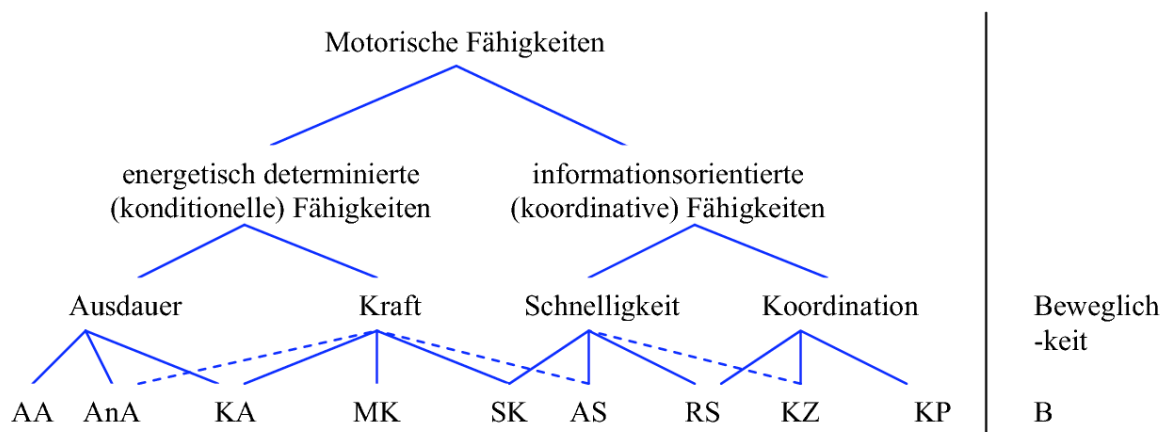 Motorische Fähigkeiten
energetisch determinierte
(konditionelle) Fähigkeiten
informationsorientierte
(koordinative) Fähigkeiten
Ausdauer
Kraft
Schnelligkeit
Koordination
Beweglich
-keit
AA AnA KA MK SK AS RS KZ KP B